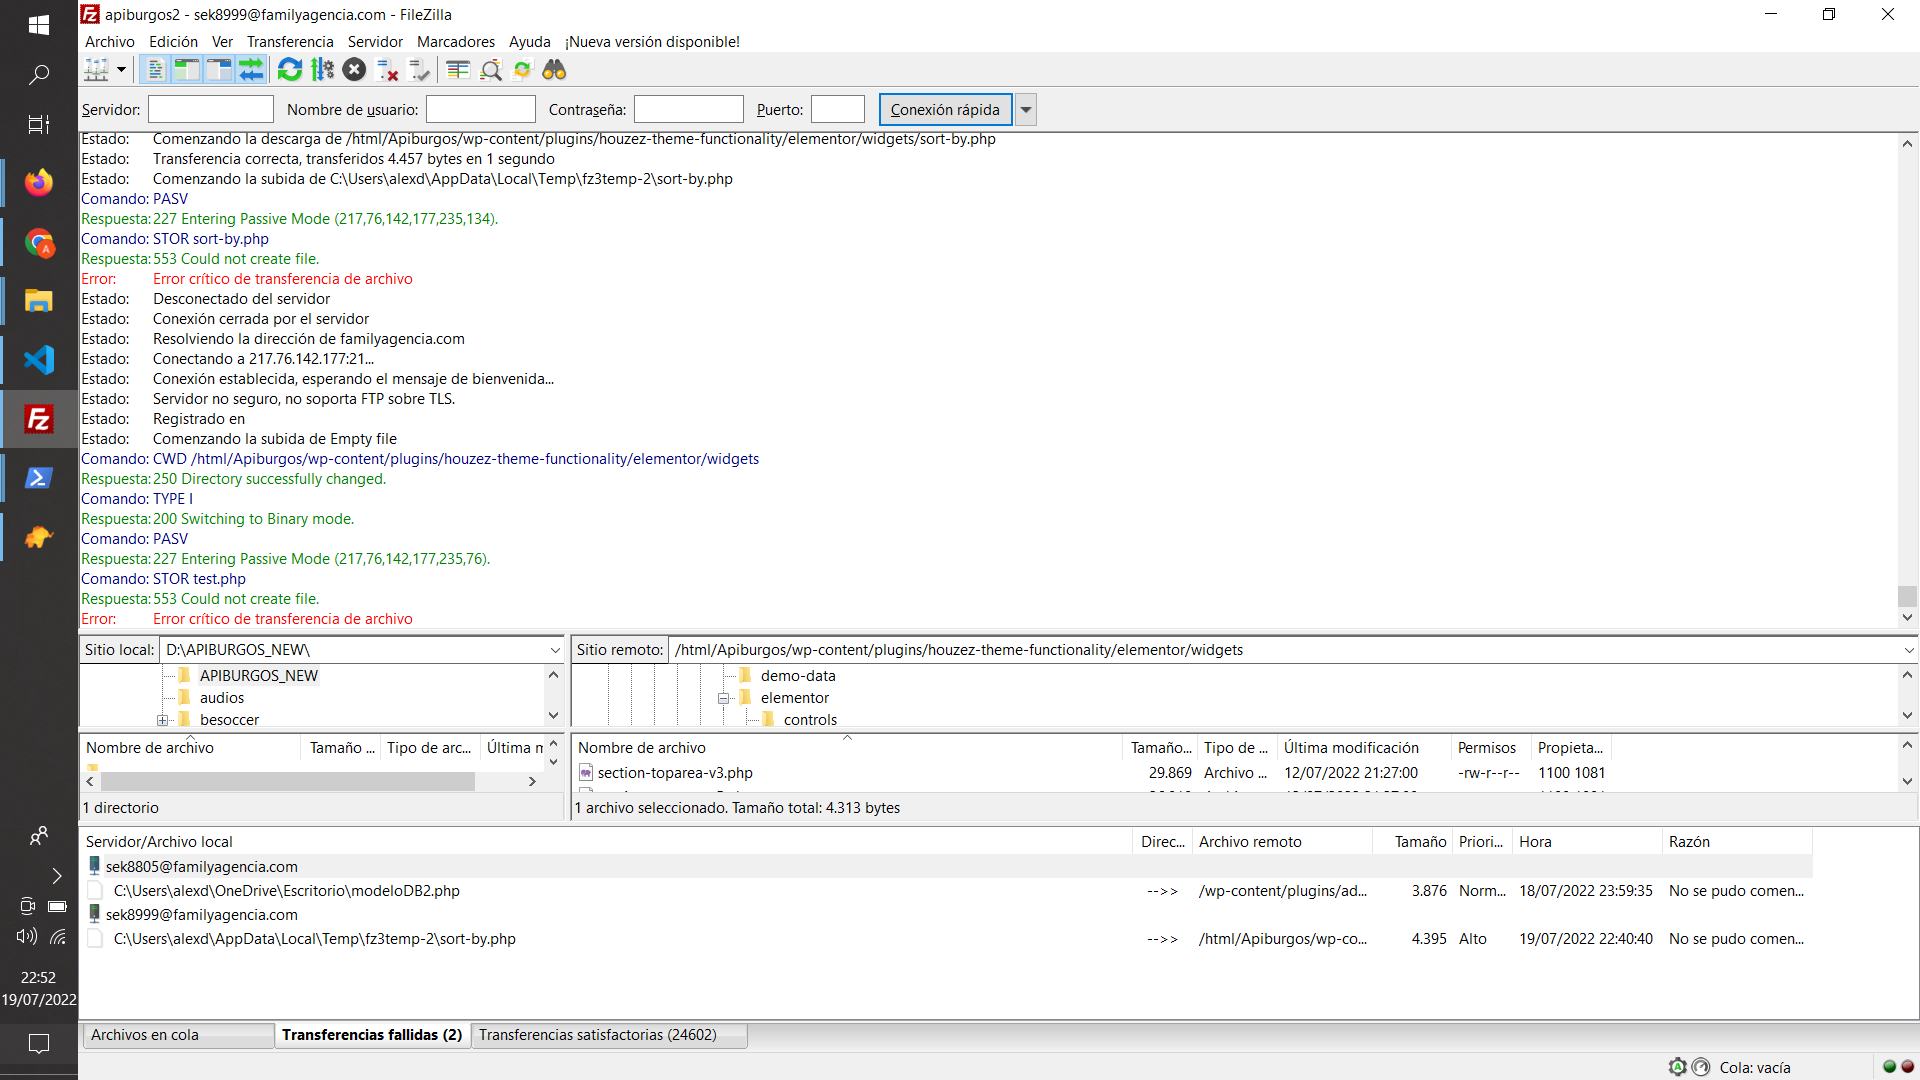 apiburgos2 - sek8999@familyagencia.com - FileZilla
Archivo Edición Ver Transferencia Servidor Marcadores Ayuda ¡Nueva versión disponible!
Servidor: Nombre de usuario: Contraseña: Puerto: Conexión rápida
Estado: Comenzando la descarga de /html/Apiburgos/wp-content/plugins/houzez-theme-functionality/elementor/widgets/sort-by.php
Estado: Transferencia correcta, transferidos 4.457 bytes en 1 segundo
Estado: Comenzando la subida de C:\Users\alexd\AppData\Local\Temp\fz3temp-2\sort-by.php
Comando: PASV
Respuesta: 227 Entering Passive Mode (217,76,142,177,235,134).
Comando: STOR sort-by.php
Respuesta: 553 Could not create file.
Error: Error crítico de transferencia de archivo
Estado: Desconectado del servidor
Estado: Conexión cerrada por el servidor
Estado: Resolviendo la dirección de familyagencia.com
Estado: Conectando a 217.76.142.177:21...
Estado: Conexión establecida, esperando el mensaje de bienvenida...
Estado: Servidor no seguro, no soporta FTP sobre TLS.
Estado: Registrado en
Estado: Comenzando la subida de Empty file
Comando: CWD /html/Apiburgos/wp-content/plugins/houzez-theme-functionality/elementor/widgets
Respuesta: 250 Directory successfully changed.
Comando: TYPE I
Respuesta: 200 Switching to Binary mode.
Comando: PASV
Respuesta: 227 Entering Passive Mode (217,76,142,177,235,76).
Comando: STOR test.php
Respuesta: 553 Could not create file.
Error: Error crítico de transferencia de archivo
Sitio local: D:\APIBURGOS_NEW\
APIBURGOS_NEW
audios
besoccer
Nombre de archivo Tamaño ... Tipo de arc... Última m
1 directorio
Sitio remoto: /html/Apiburgos/wp-content/plugins/houzez-theme-functionality/elementor/widgets
demo-data
elementor
controls
Nombre de archivo Tamaño... Tipo de ... Última modificación Permisos Propieta...
section-toparea-v3.php 29.869 Archivo ... 12/07/2022 21:27:00 -rw-r--r-- 1100 1081
1 archivo seleccionado. Tamaño total: 4.313 bytes
Servidor/Archivo local Direc... Archivo remoto Tamaño Priori... Hora Razón
sek8805@familyagencia.com
C:\Users\alexd\OneDrive\Escritorio\modeloDB2.php -->> /wp-content/plugins/ad... 3.876 Norm... 18/07/2022 23:59:35 No se pudo comen...
sek8999@familyagencia.com
C:\Users\alexd\AppData\Local\Temp\fz3temp-2\sort-by.php -->> /html/Apiburgos/wp-co... 4.395 Alto 19/07/2022 22:40:40 No se pudo comen...
Archivos en cola Transferencias fallidas (2) Transferencias satisfactorias (24602)
Cola: vacía
22:52
19/07/2022